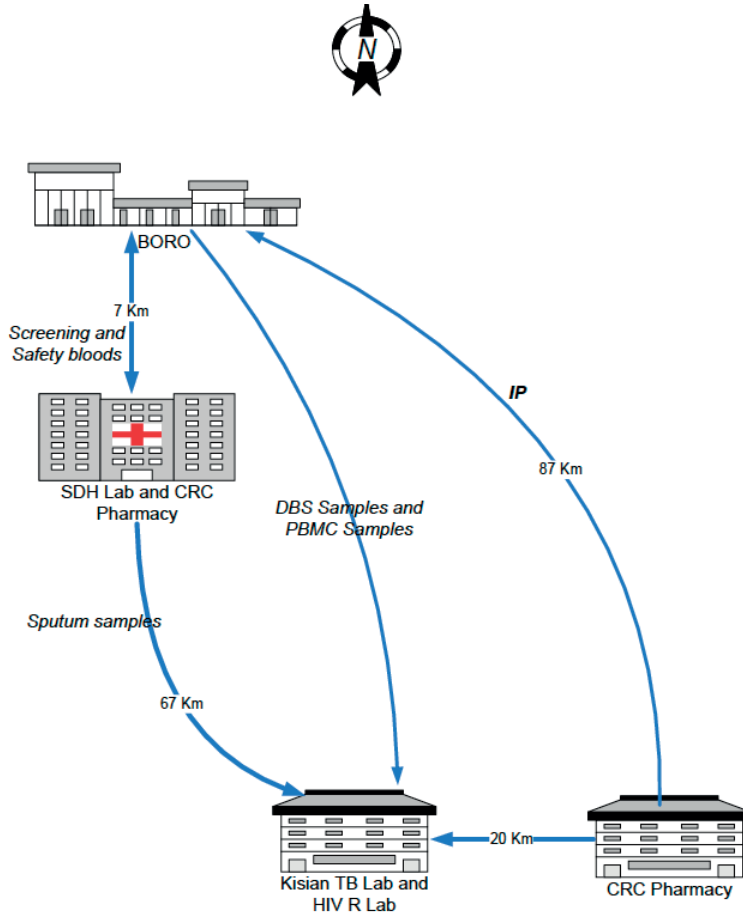 N
BORO
7 Km
Screening and
Safety bloods
IP
87 Km
SDH Lab and CRC
Pharmacy
DBS Samples and
PBMC Samples
Sputum samples
67 Km
20 Km
Kisian TB Lab and
HIV R Lab
CRC Pharmacy